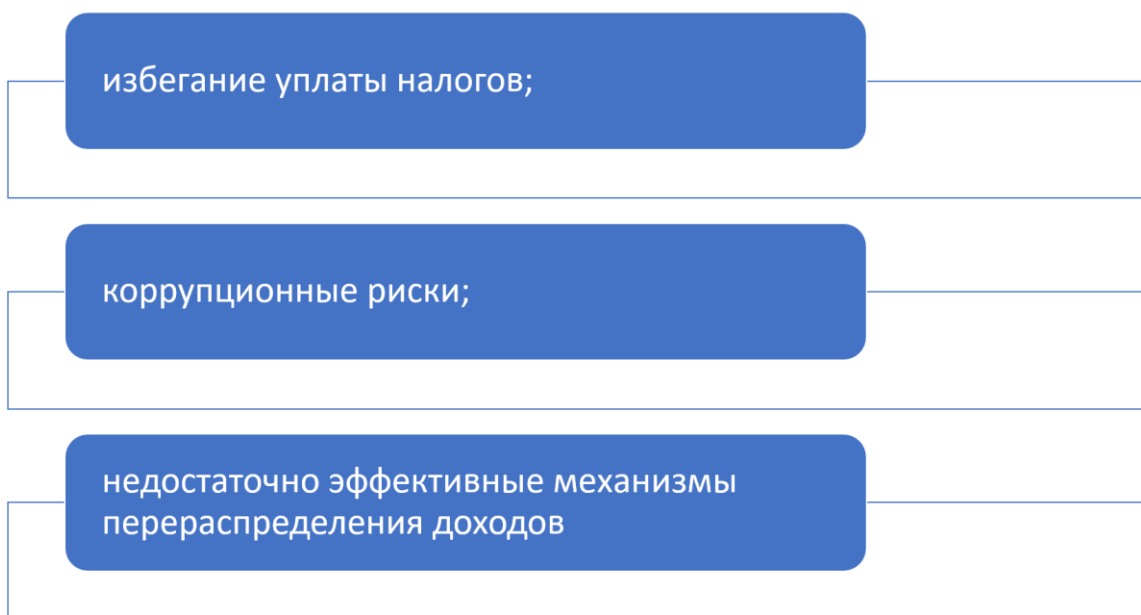 избегание уплаты налогов;
коррупционные риски;
недостаточно эффективные механизмы
перераспределения доходов